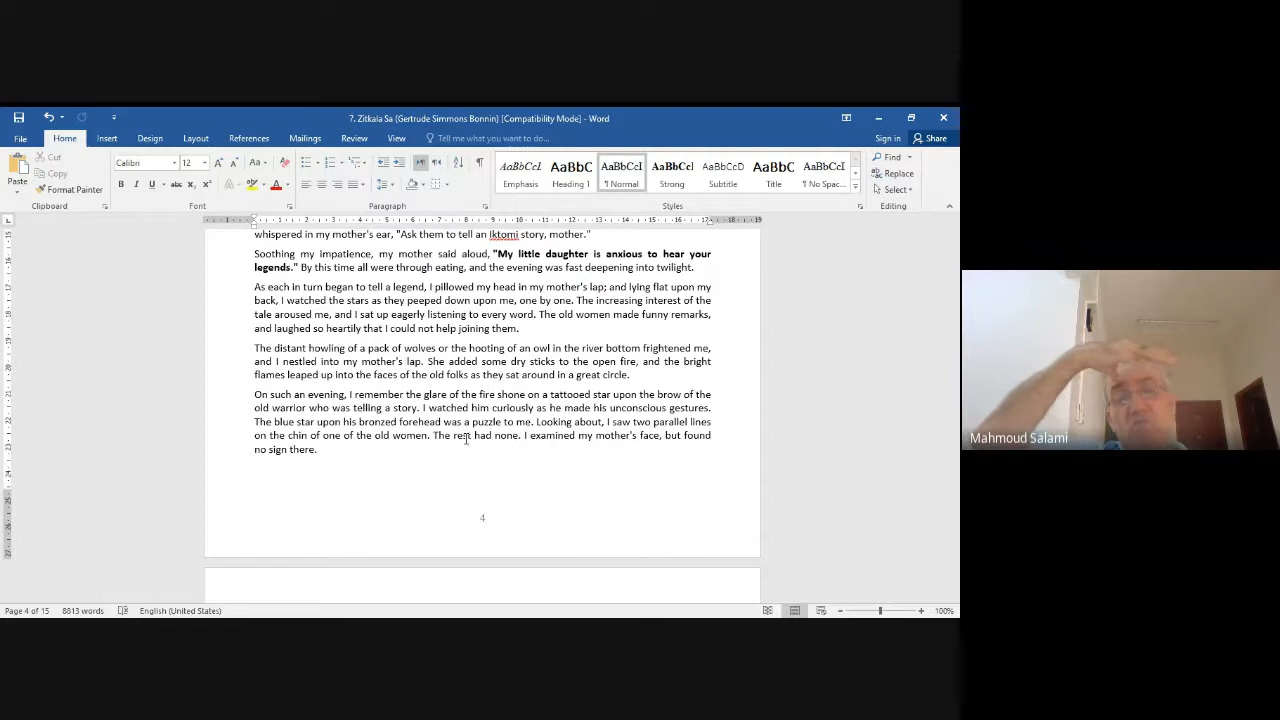 7. Zitkala Sa (Gertrude Simmons Bonnin) [Compatibility Mode] - Word
File Home Insert Design Layout References Mailings Review View Tell me what you want to do... Sign in Share
Cut
Copy
Format Painter
Paste
Calibri 12
AaBbCcI AaBbC AaBbCcI AaBbCcI AaBbCcD AaBbC AaBbCcI
Emphasis Heading 1 ¶ Normal Strong Subtitle Title ¶ No Spac...
Find
Replace
Select
Clipboard Font Paragraph Styles Editing
whispered in my mother's ear, "Ask them to tell an Iktomi story, mother."
Soothing my impatience, my mother said aloud, "My little daughter is anxious to hear your
legends." By this time all were through eating, and the evening was fast deepening into twilight.
As each in turn began to tell a legend, I pillowed my head in my mother's lap; and lying flat upon my
back, I watched the stars as they peeped down upon me, one by one. The increasing interest of the
tale aroused me, and I sat up eagerly listening to every word. The old women made funny remarks,
and laughed so heartily that I could not help joining them.
The distant howling of a pack of wolves or the hooting of an owl in the river bottom frightened me,
and I nestled into my mother's lap. She added some dry sticks to the open fire, and the bright
flames leaped up into the faces of the old folks as they sat around in a great circle.
On such an evening, I remember the glare of the fire shone on a tattooed star upon the brow of the
old warrior who was telling a story. I watched him curiously as he made his unconscious gestures.
The blue star upon his bronzed forehead was a puzzle to me. Looking about, I saw two parallel lines
on the chin of one of the old women. The rest had none. I examined my mother's face, but found
no sign there.
4
Page 4 of 15 8813 words English (United States) 100%
Mahmoud Salami